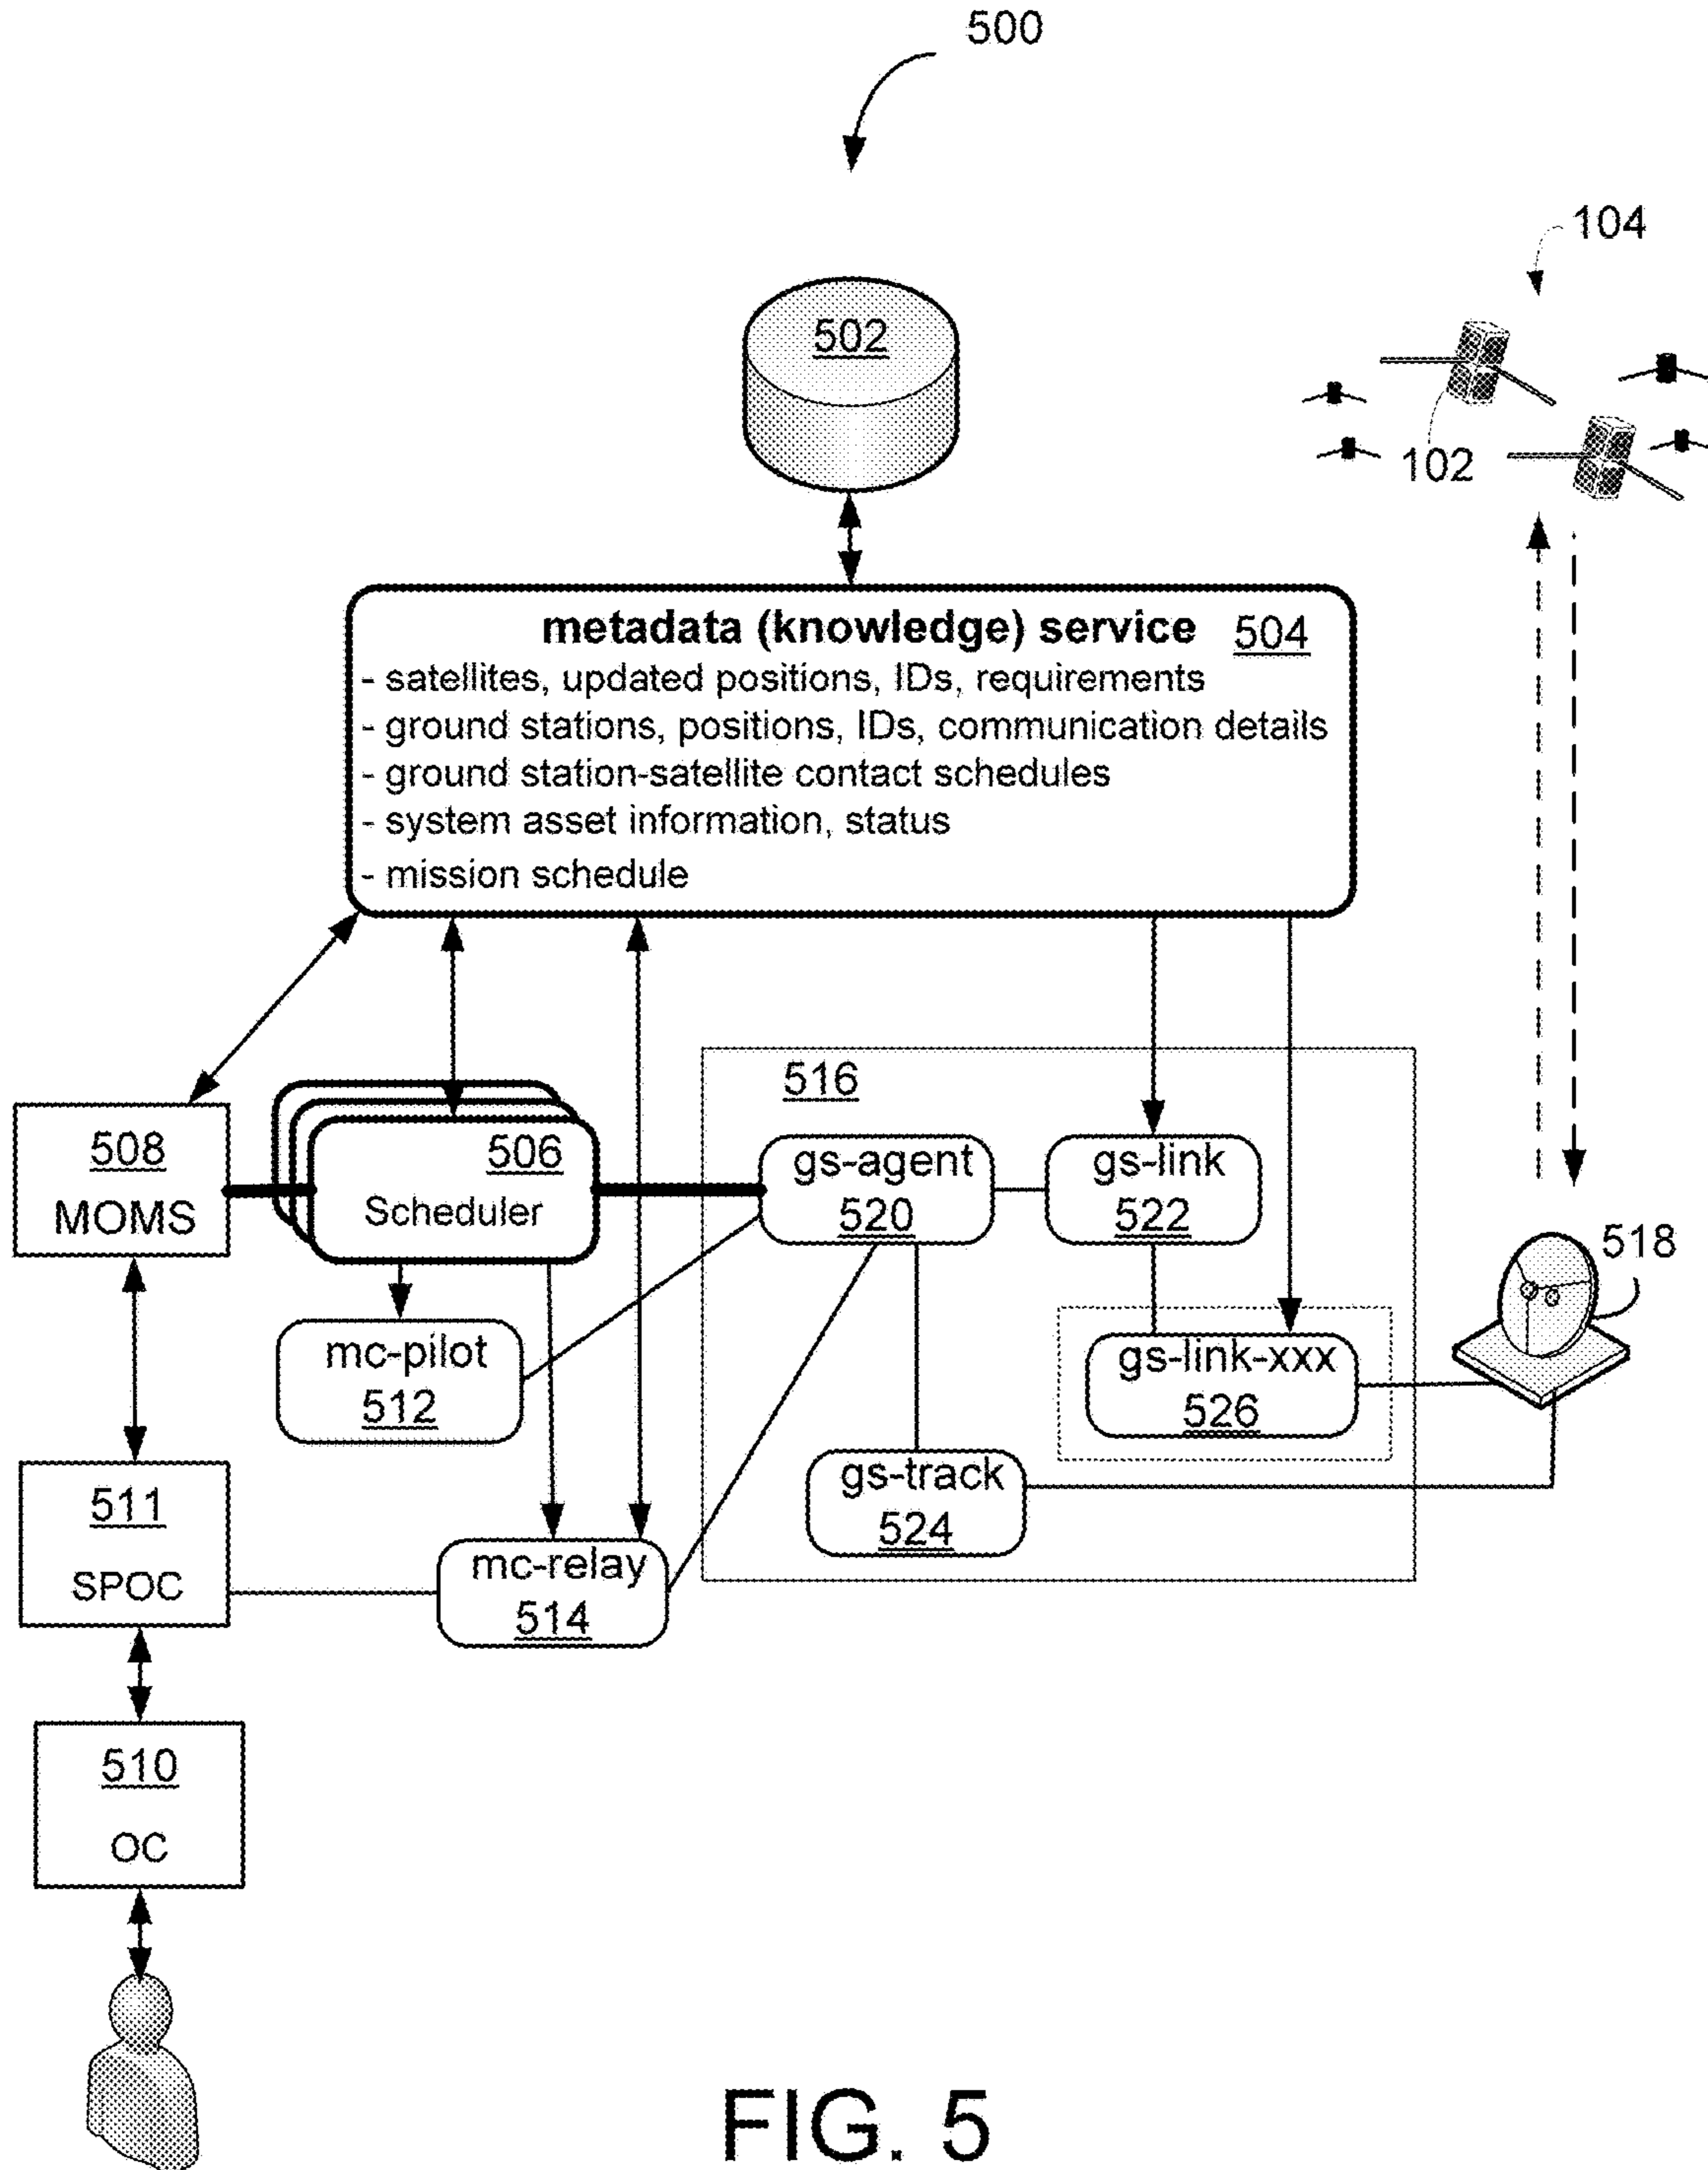 500
104
502
102
metadata (knowledge) service 504
- satellites, updated positions, IDs, requirements
- ground stations, positions, IDs, communication details
- ground station-satellite contact schedules
- system asset information, status
- mission schedule
516
508
MOMS
506
Scheduler
gs-agent
520
gs-link
522
518
mc-pilot
512
gs-link-xxx
526
gs-track
524
511
SPOC
mc-relay
514
510
OC
FIG. 5